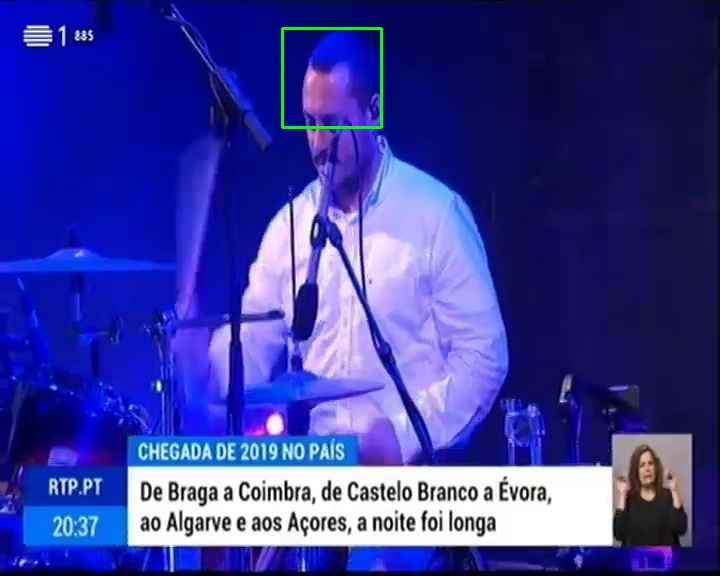 1 885
CHEGADA DE 2019 NO PAÍS
RTP.PT
De Braga a Coimbra, de Castelo Branco a Évora,
20:37
ao Algarve e aos Açores, a noite foi longa